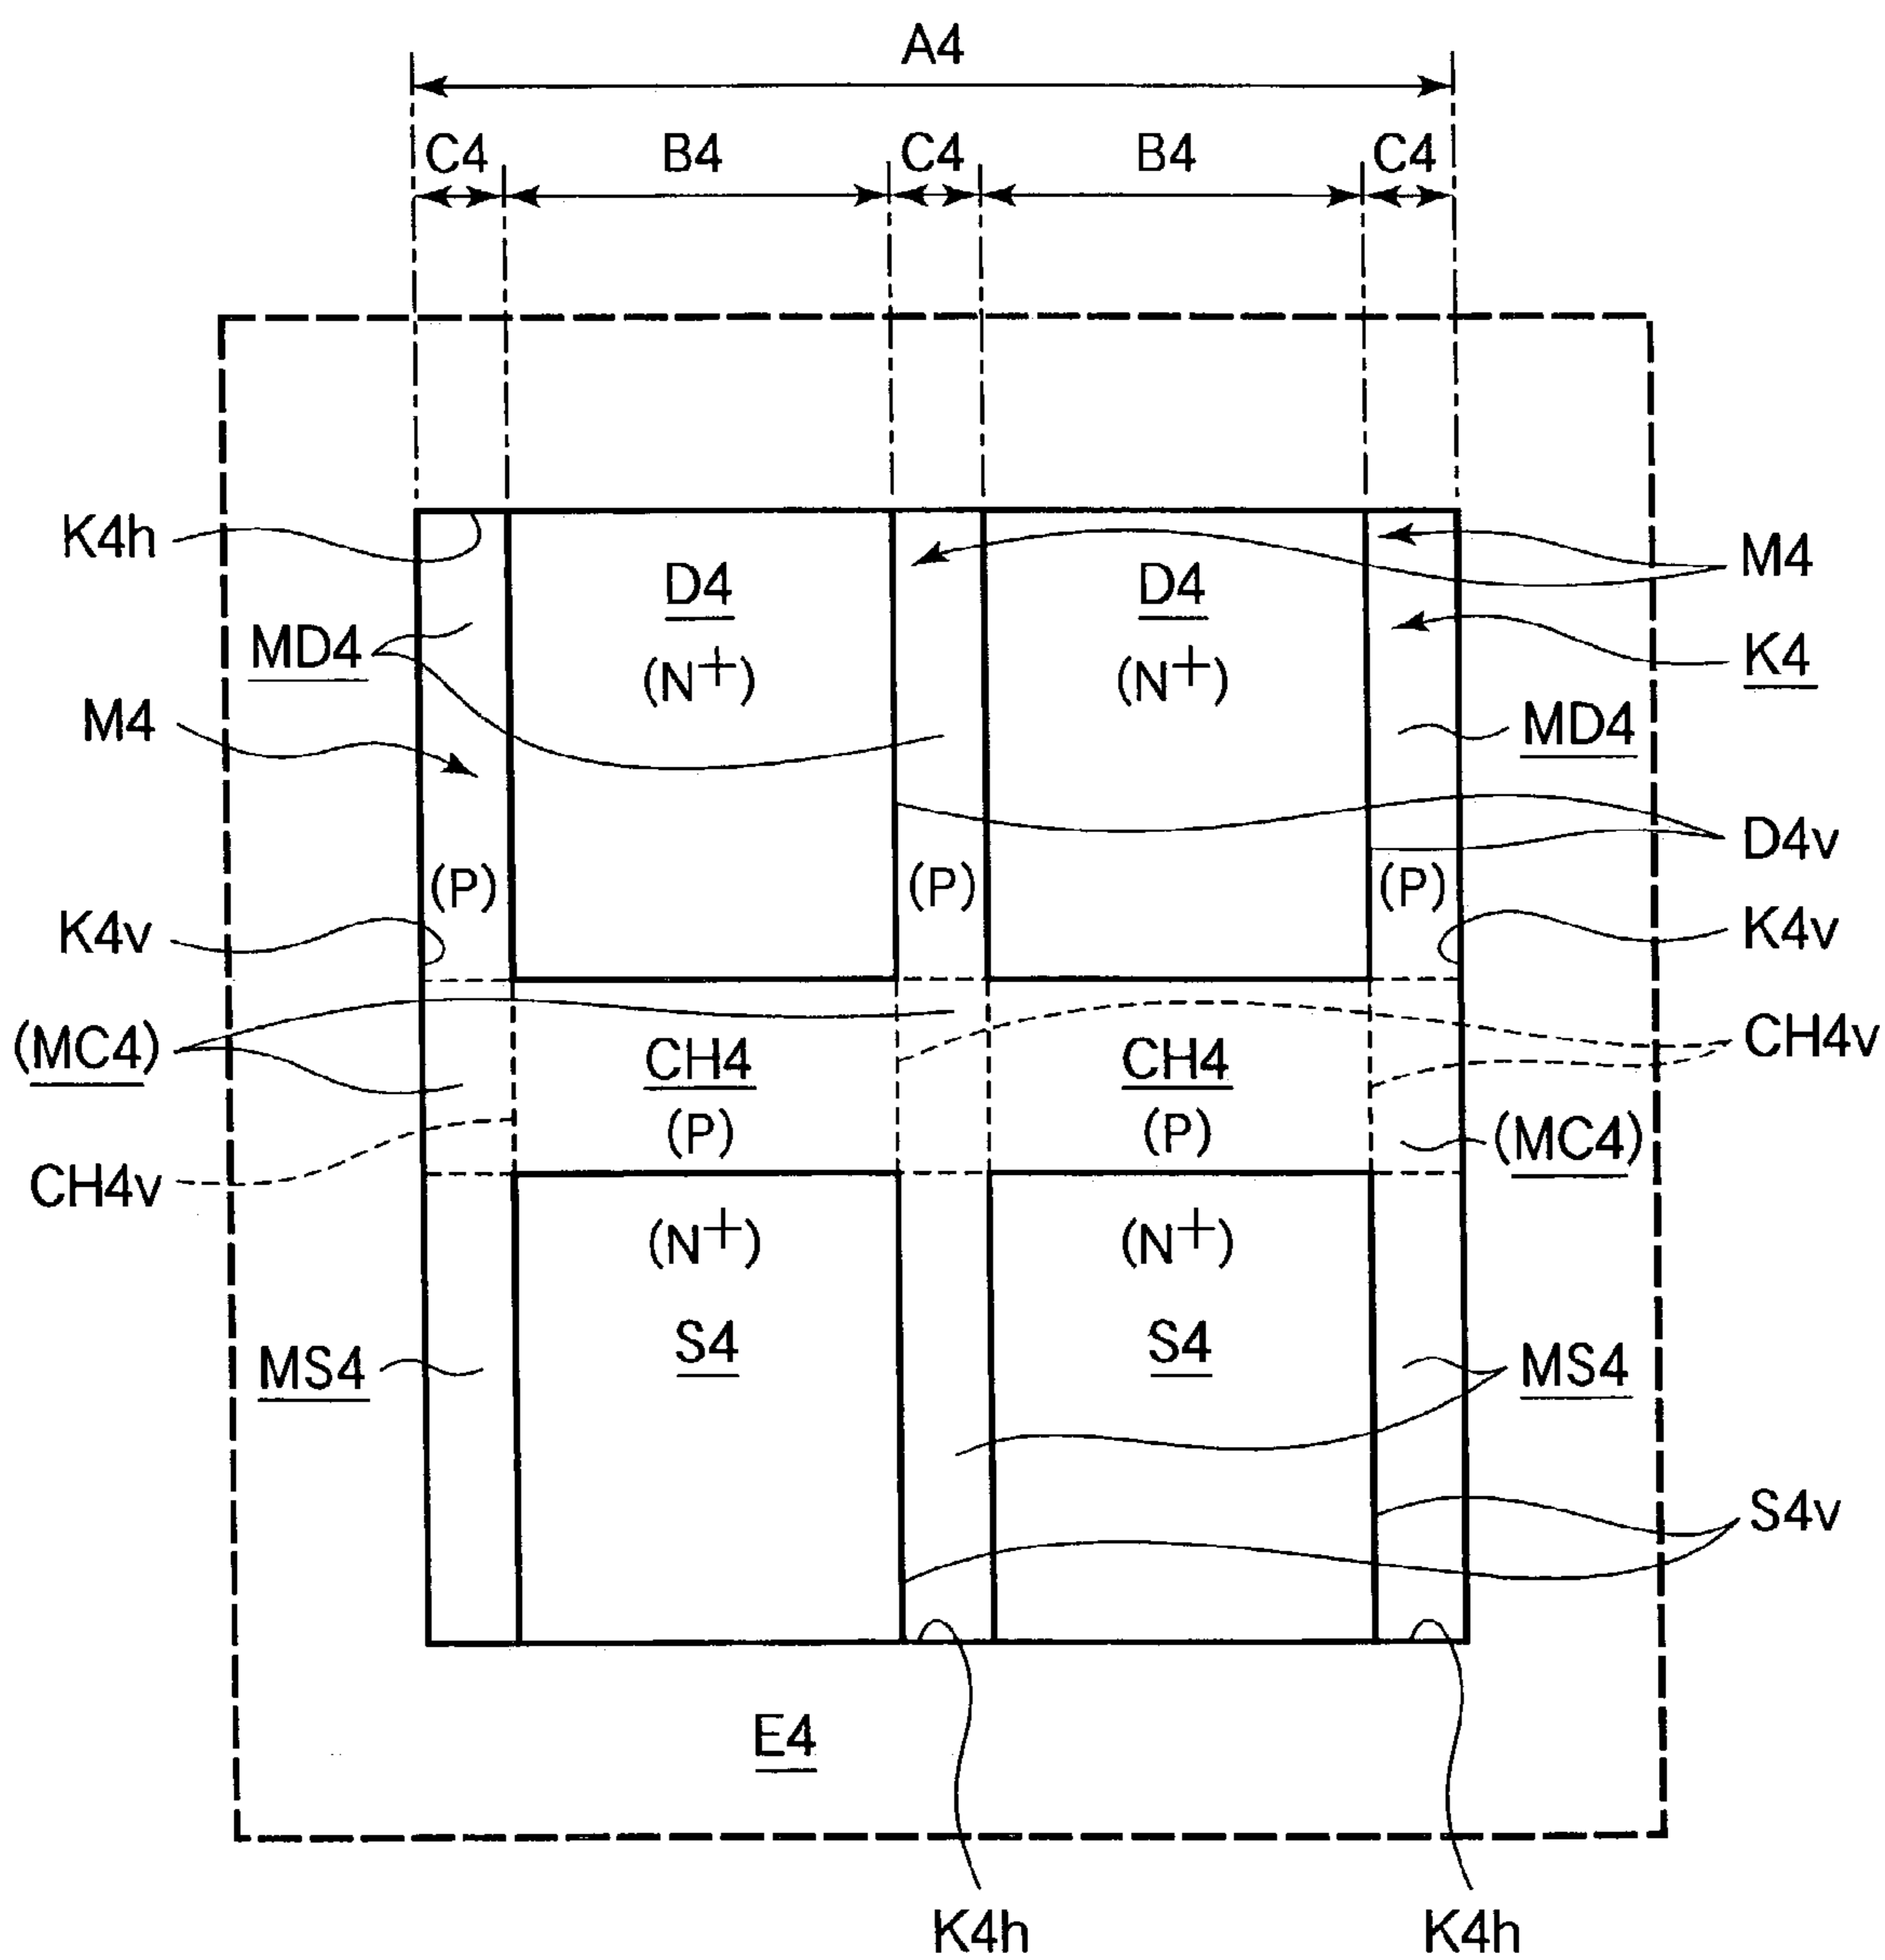 A4
C4 B4 C4 B4 C4
K4h
D4 D4
M4
MD4
(N+) (N+)
K4
M4
MD4
D4v
(P) (P) (P)
K4v
K4v
(MC4)
CH4 CH4
CH4v
(P) (P)
(MC4)
CH4v
(N+) (N+)
MS4
S4 S4
MS4
S4v
E4
K4h K4h